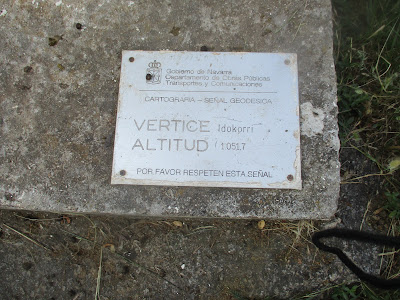 Gobierno de Navarra
Departamento de Obras Públicas
Transportes y Comunicaciones
CARTOGRAFIA - SEÑAL GEODESICA
VERTICE Idokorri
ALTITUD 1.051,7
POR FAVOR RESPETEN ESTA SEÑAL